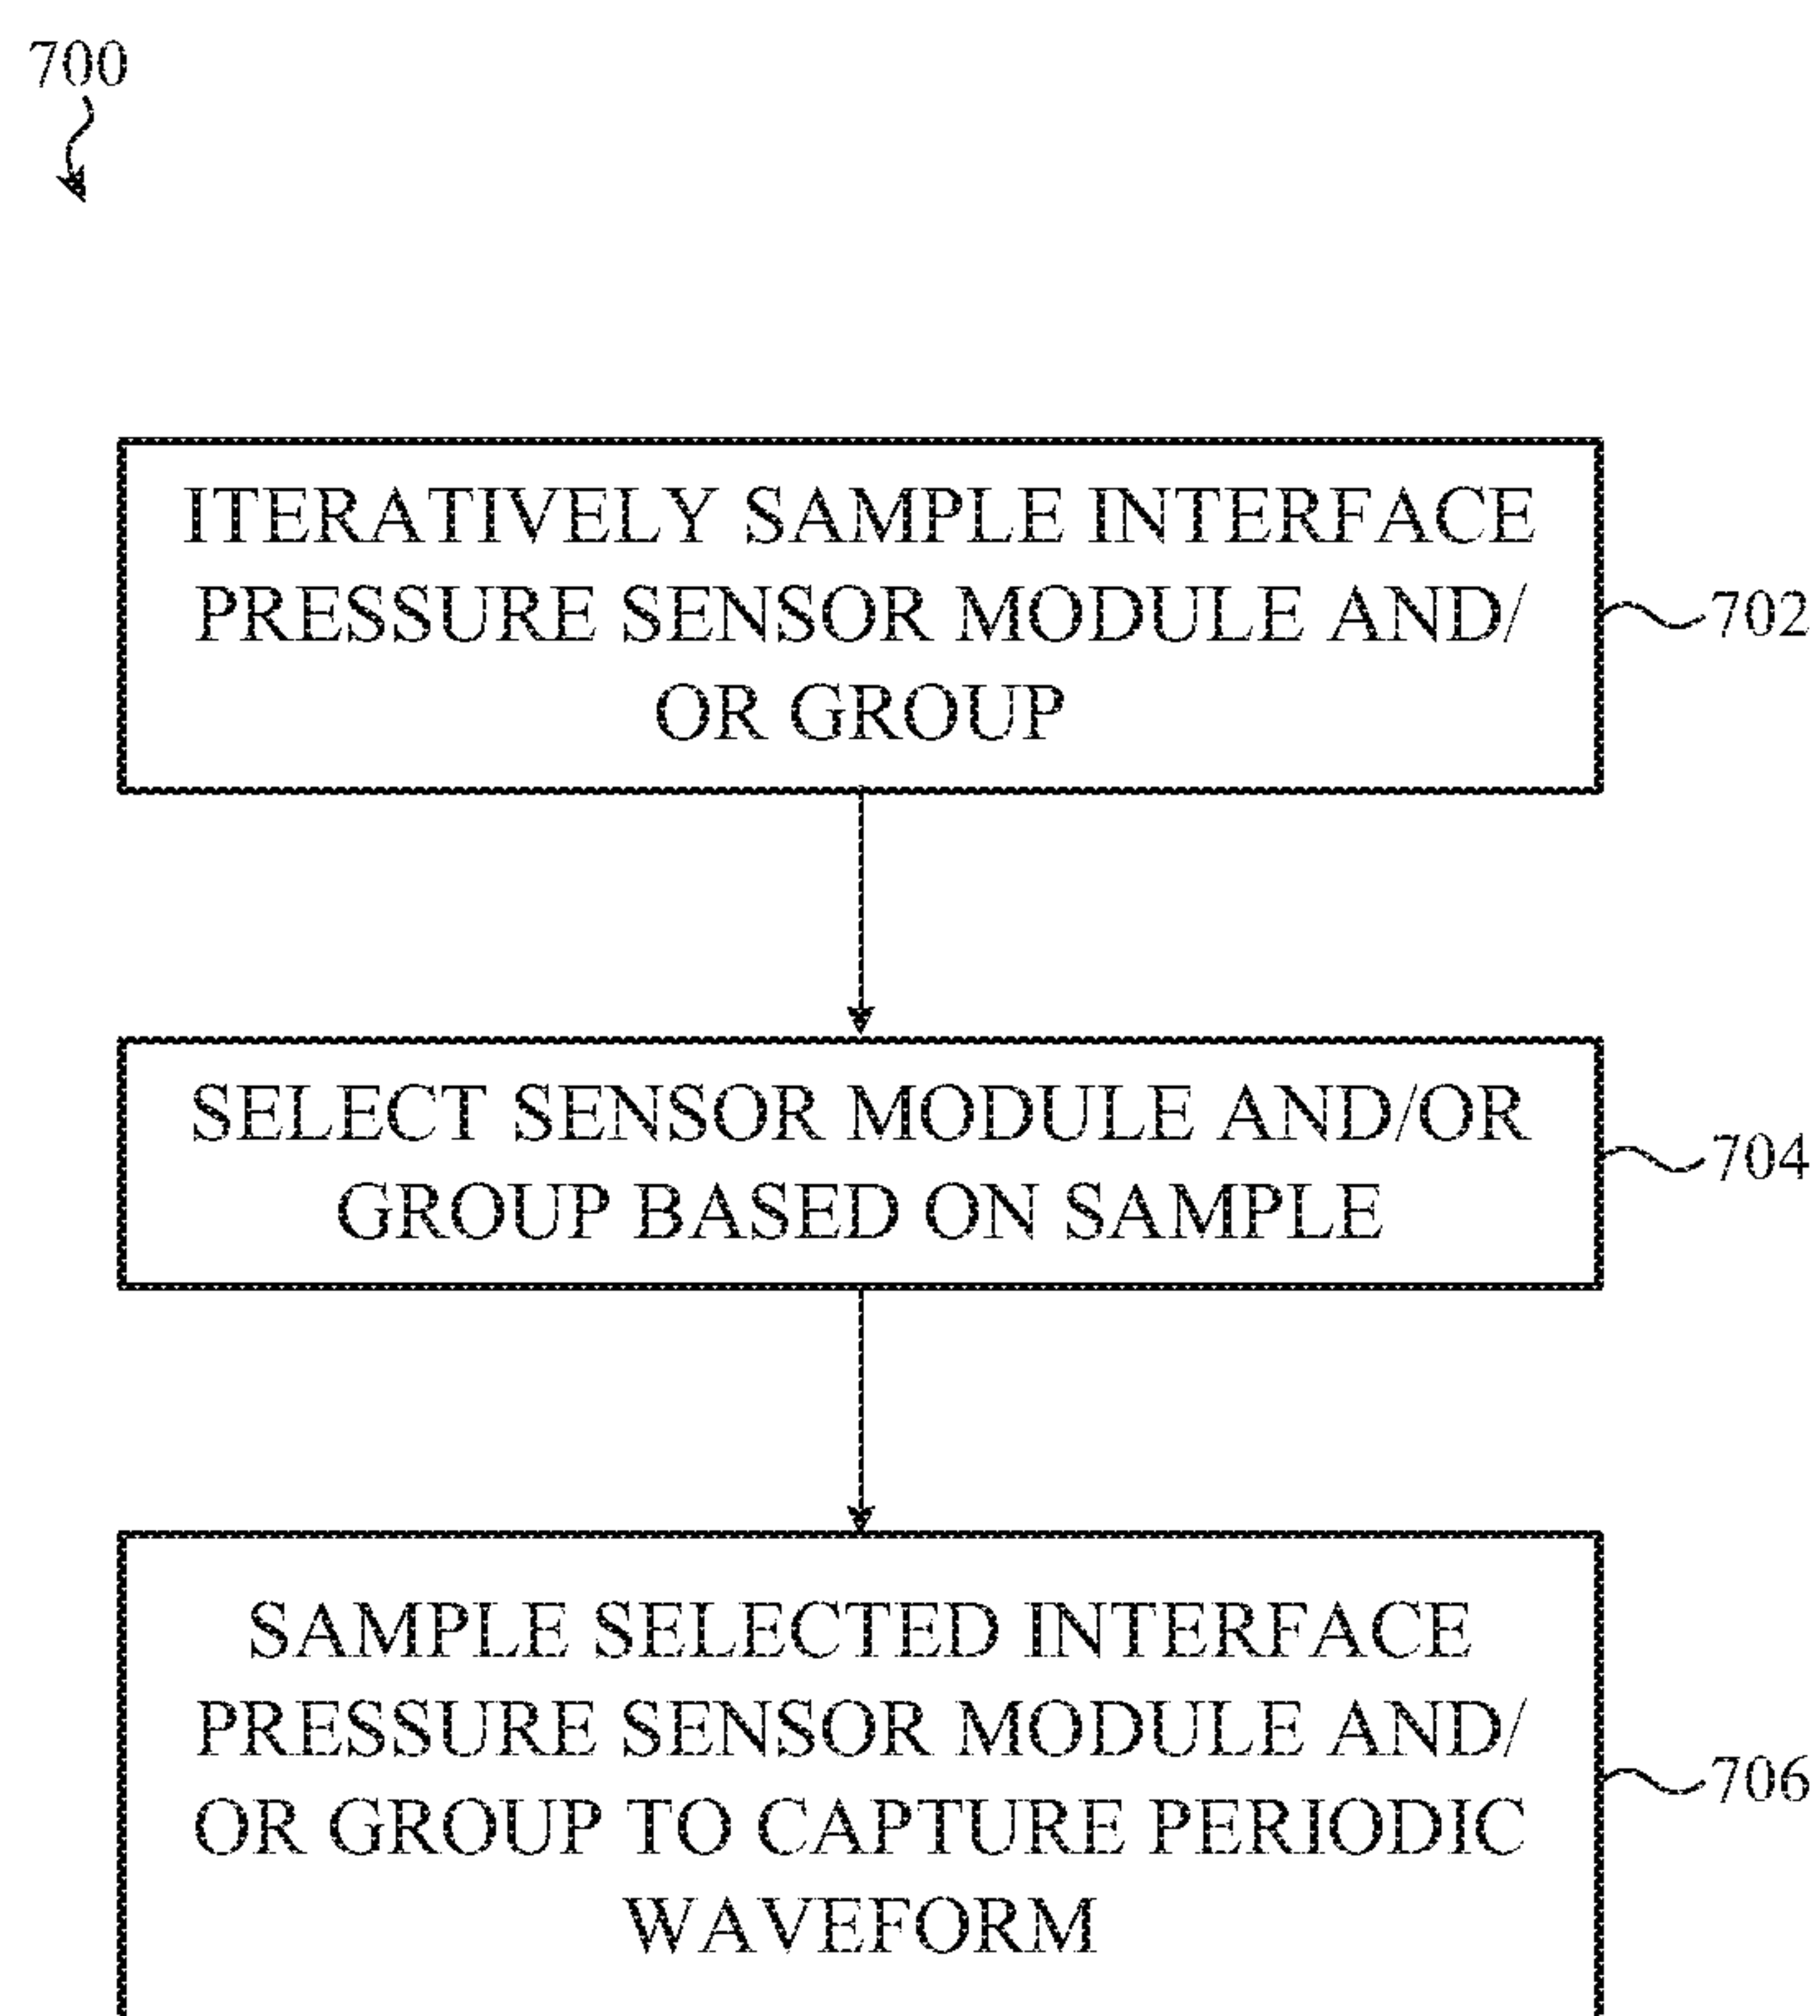 700
ITERATIVELY SAMPLE INTERFACE
PRESSURE SENSOR MODULE AND/
OR GROUP
702
SELECT SENSOR MODULE AND/OR
GROUP BASED ON SAMPLE
704
SAMPLE SELECTED INTERFACE
PRESSURE SENSOR MODULE AND/
OR GROUP TO CAPTURE PERIODIC
WAVEFORM
706